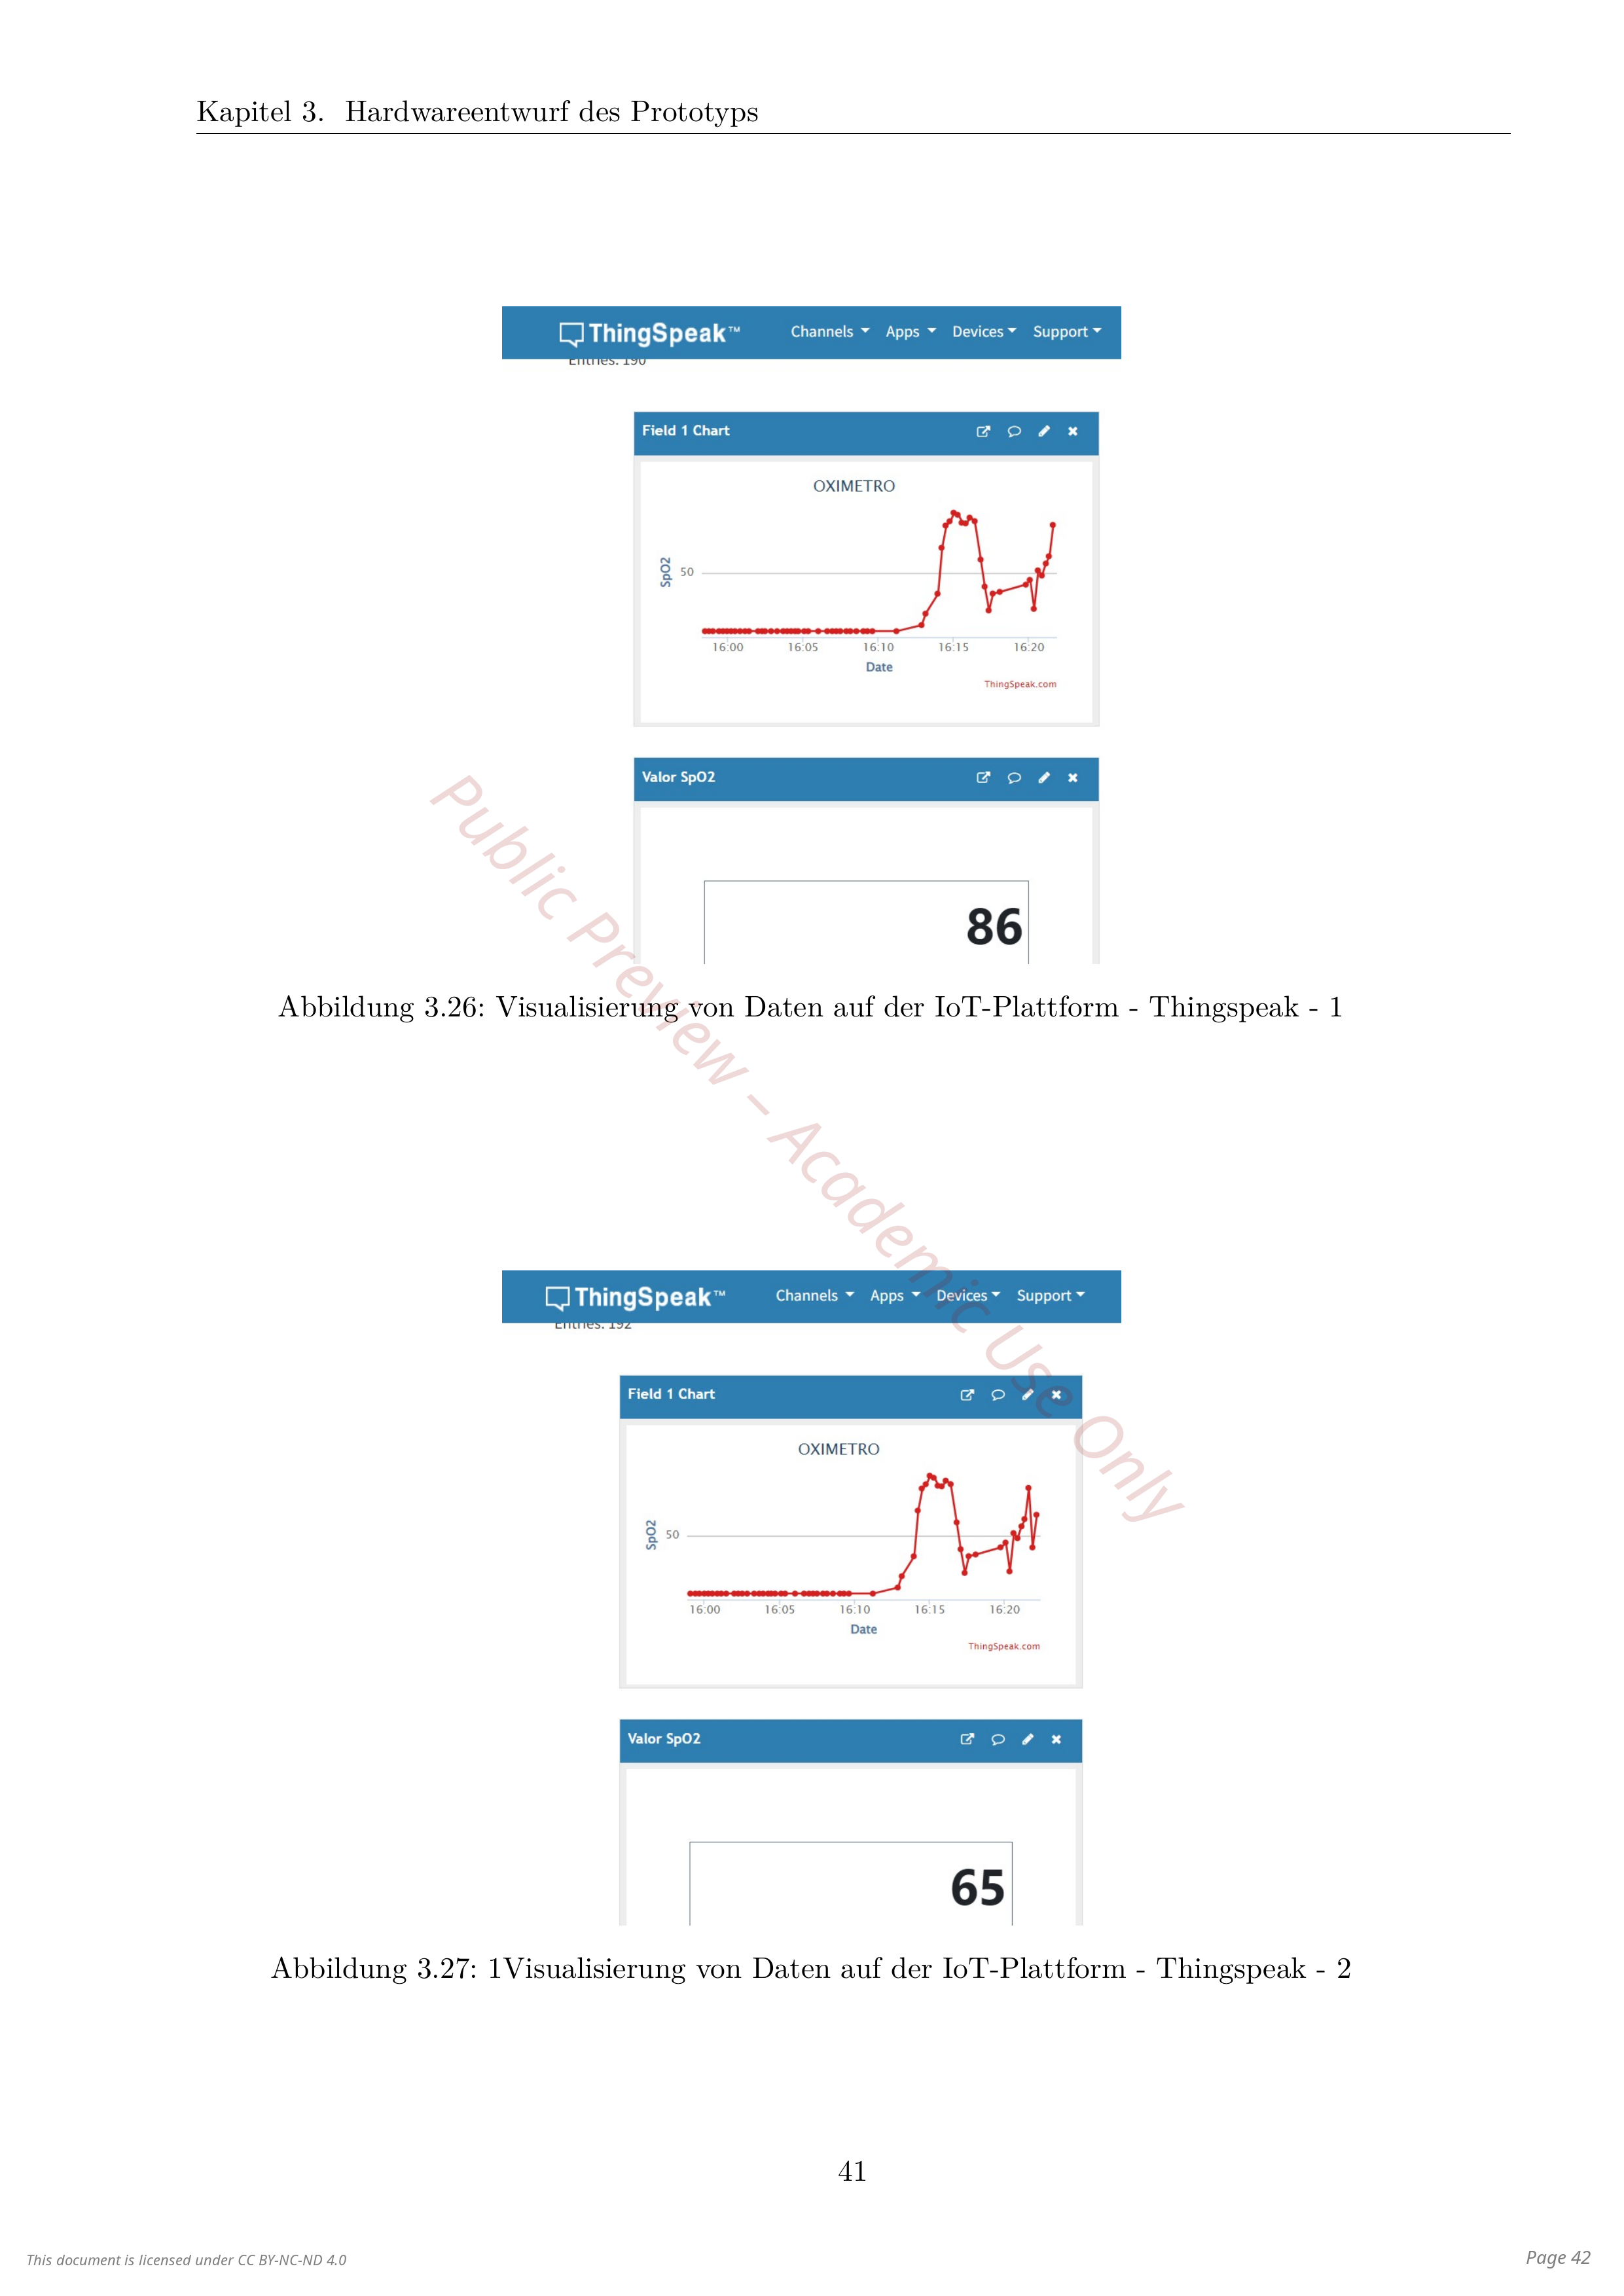 Kapitel 3. Hardwareentwurf des Prototyps
ThingSpeak™ Channels Apps Devices Support
Entries: 190
Field 1 Chart
OXIMETRO
SpO2
50
16:00 16:05 16:10 16:15 16:20
Date
ThingSpeak.com
Valor SpO2
86
Abbildung 3.26: Visualisierung von Daten auf der IoT-Plattform - Thingspeak - 1
Public Preview – Academic Use Only
ThingSpeak™ Channels Apps Devices Support
Entries: 192
Field 1 Chart
OXIMETRO
SpO2
50
16:00 16:05 16:10 16:15 16:20
Date
ThingSpeak.com
Valor SpO2
65
Abbildung 3.27: 1Visualisierung von Daten auf der IoT-Plattform - Thingspeak - 2
41
This document is licensed under CC BY-NC-ND 4.0
Page 42